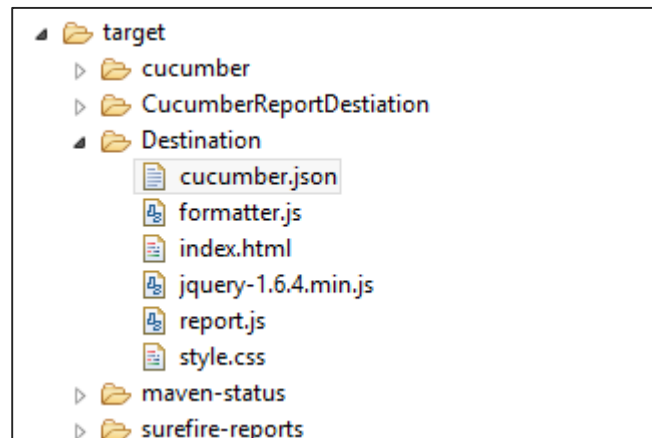 target
cucumber
CucumberReportDestiation
Destination
cucumber.json
formatter.js
index.html
jquery-1.6.4.min.js
report.js
style.css
maven-status
surefire-reports